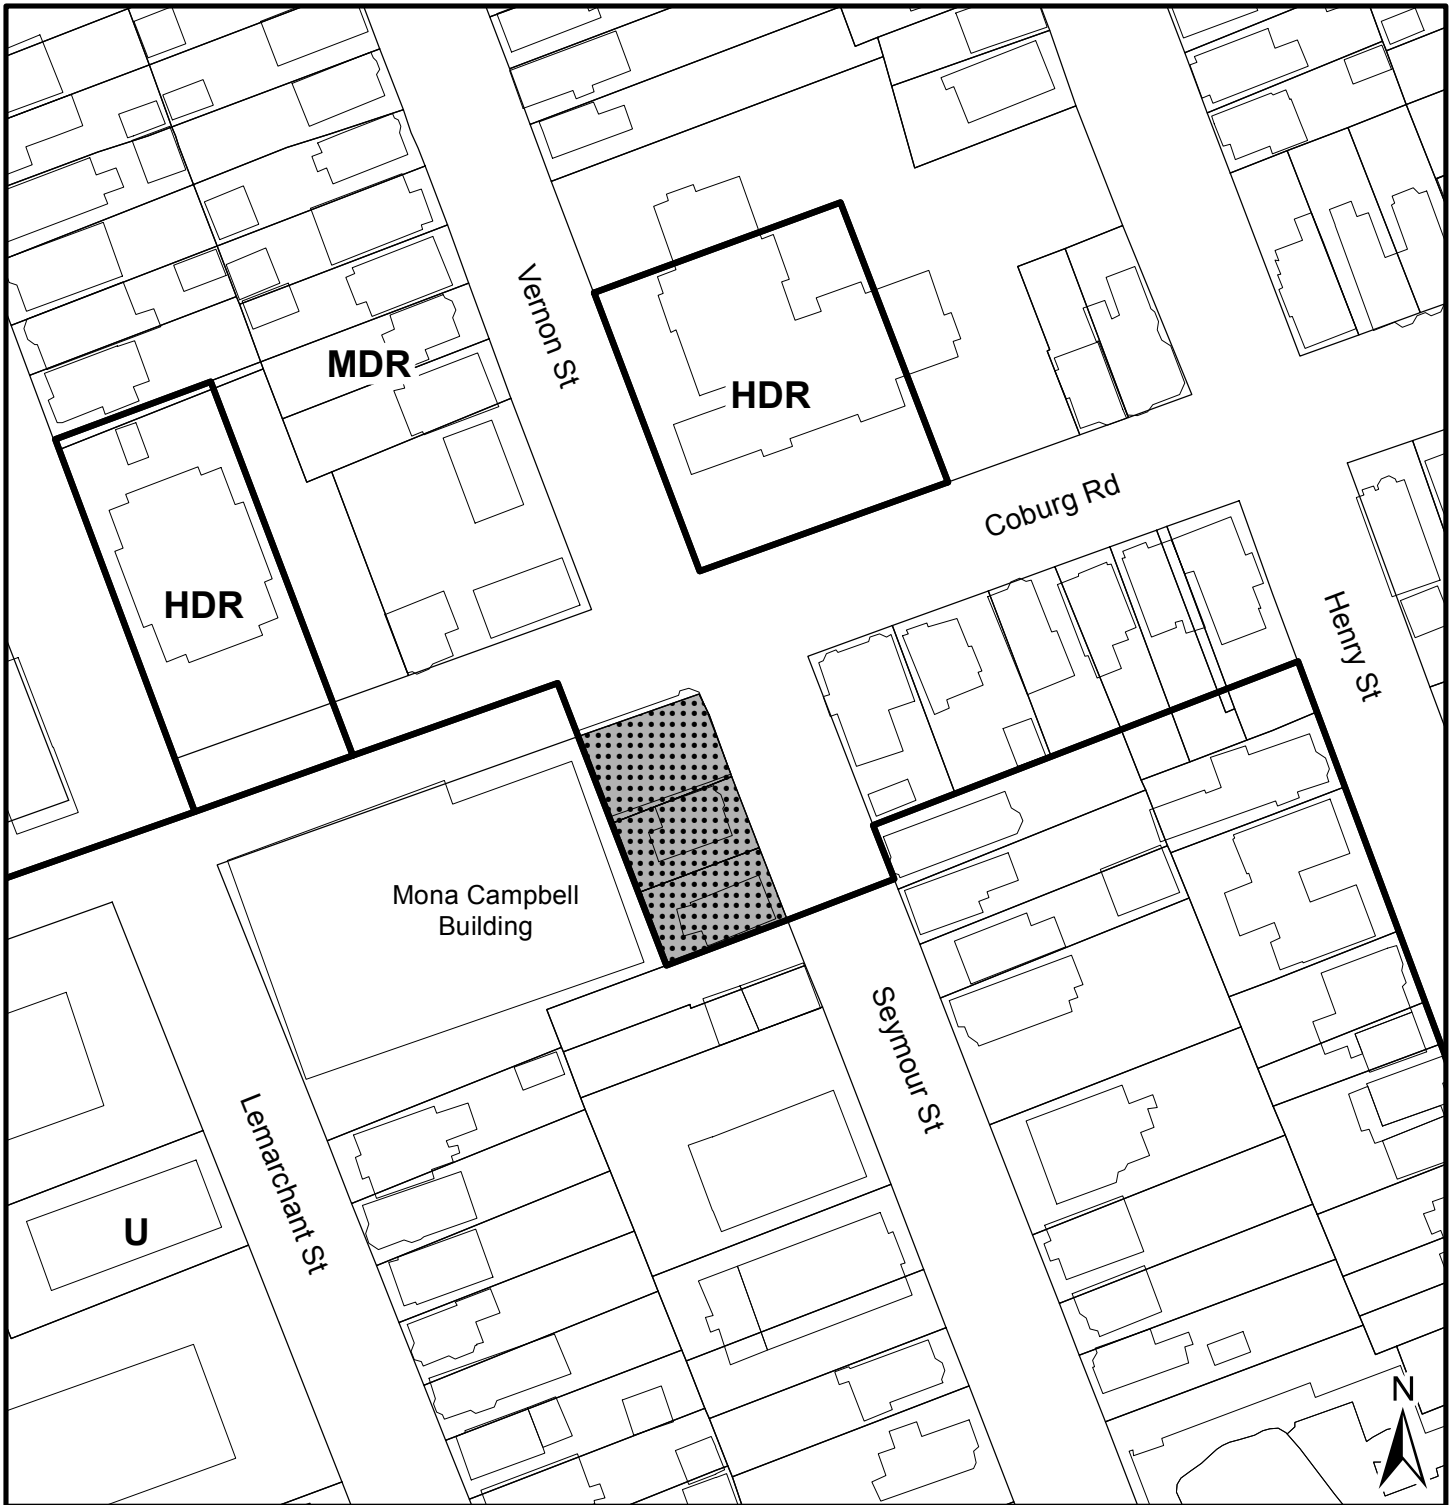 Vernon St
MDR
HDR
Coburg Rd
HDR
Henry St
Mona Campbell
Building
Seymour St
Lemarchant St
U
N